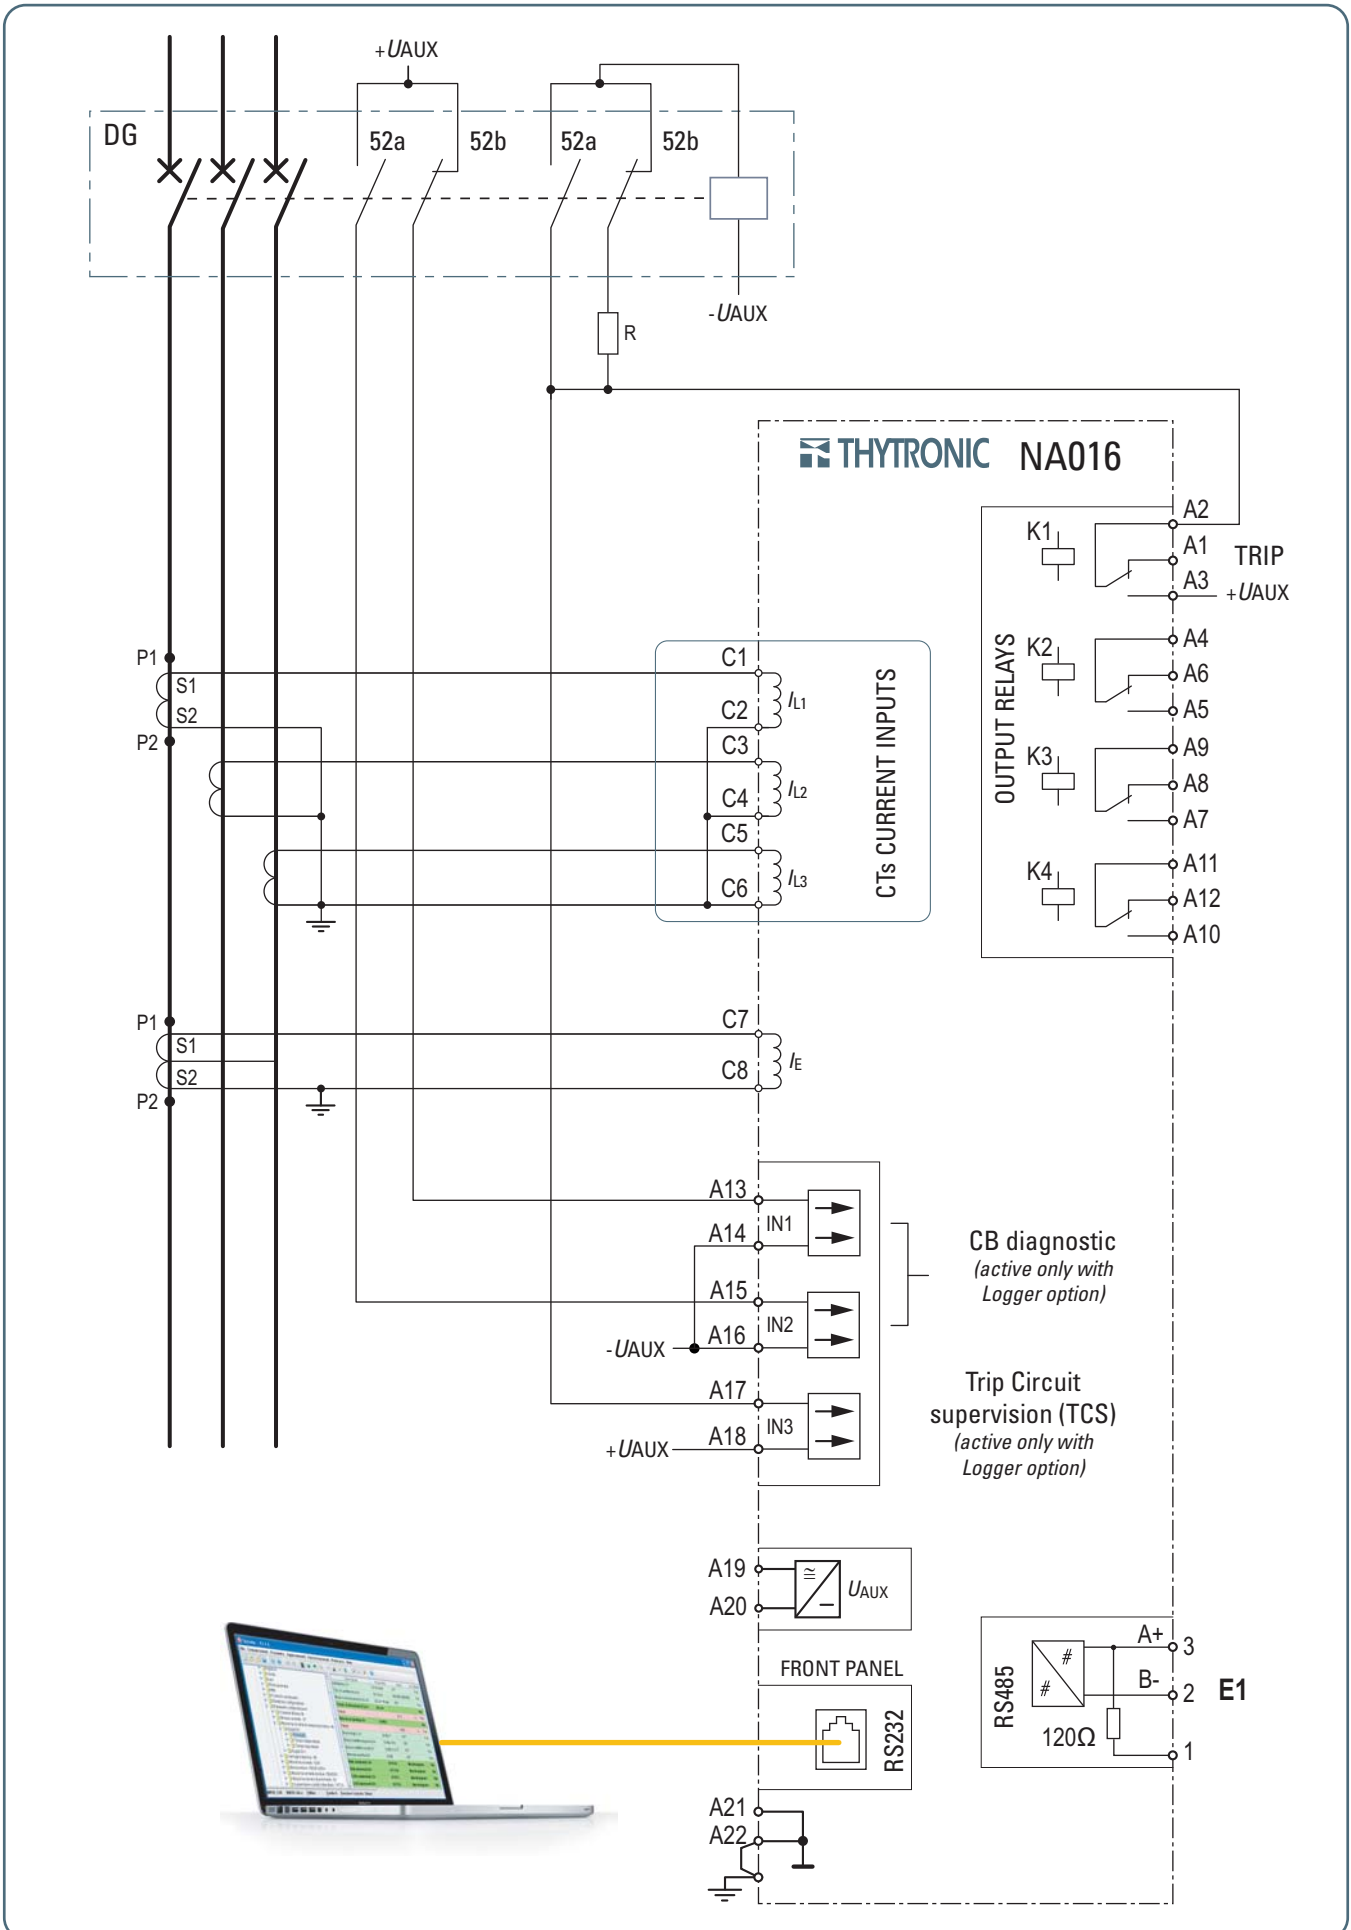 +UAUX
DG
52a
52b
52a
52b
-UAUX
R
THYTRONIC NA016
OUTPUT RELAYS
K1
A2
A1
A3
TRIP
+UAUX
K2
A4
A6
A5
K3
A9
A8
A7
K4
A11
A12
A10
P1
S1
S2
P2
C1
C2
C3
C4
C5
C6
IL1
IL2
IL3
CTs CURRENT INPUTS
P1
S1
S2
P2
C7
C8
IE
A13
A14
IN1
A15
A16
IN2
-UAUX
A17
A18
IN3
+UAUX
CB diagnostic
(active only with
Logger option)
Trip Circuit
supervision (TCS)
(active only with
Logger option)
A19
A20
≅
UAUX
FRONT PANEL
RS232
RS485
#
#
120Ω
A+
B-
3
2
1
E1
A21
A22